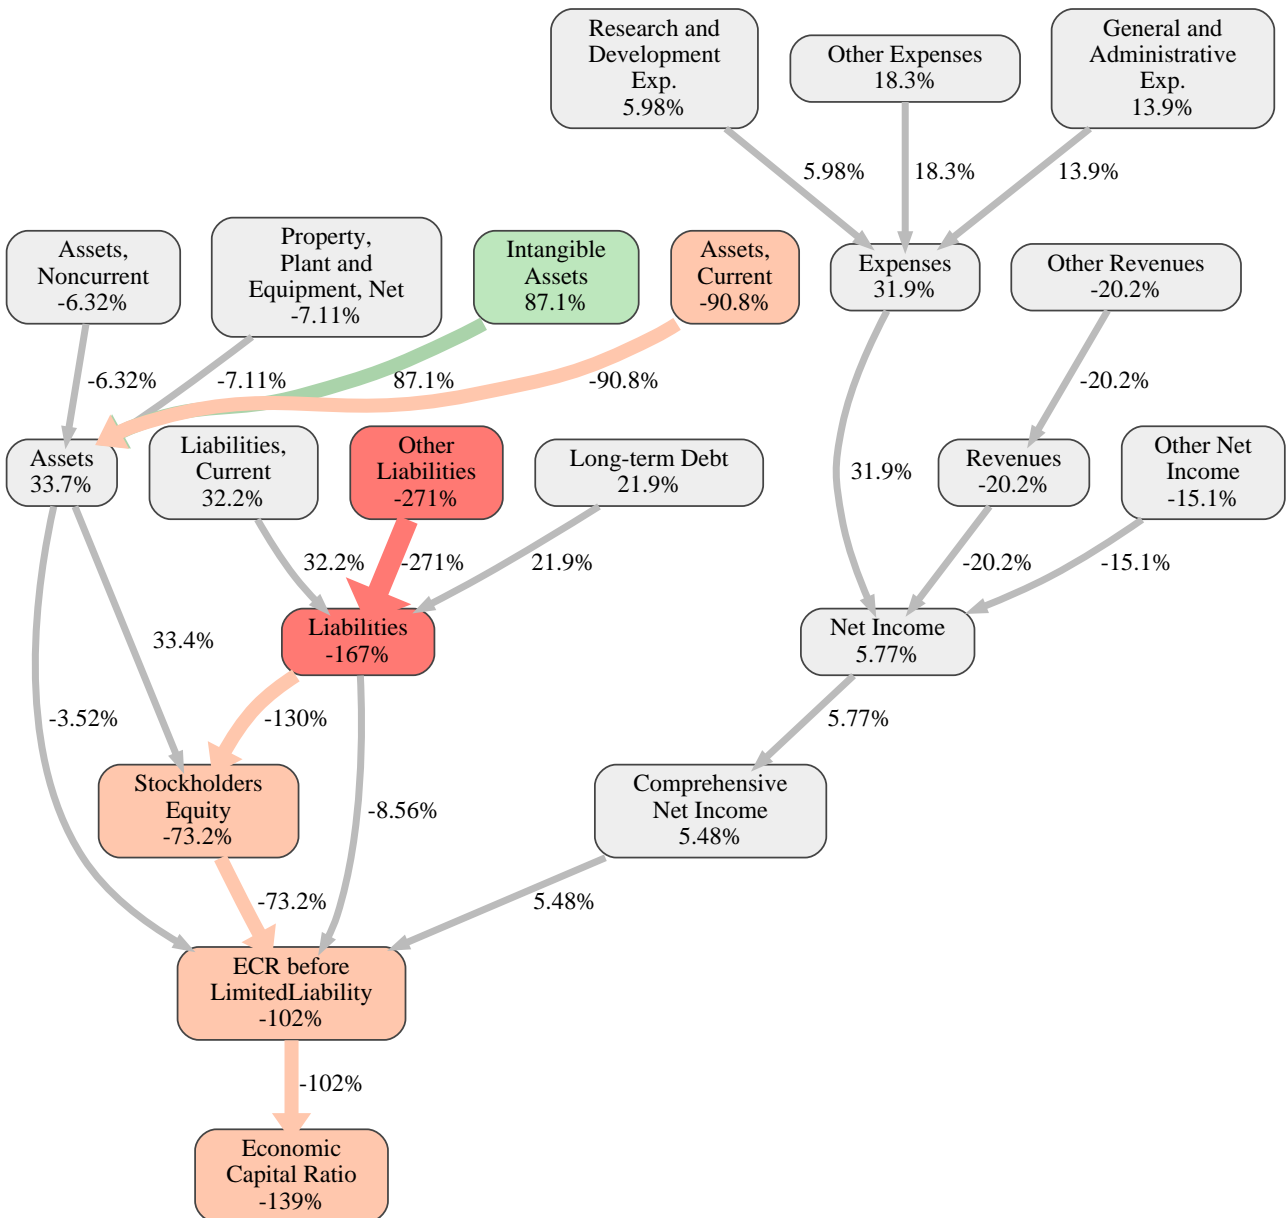 Research and
Development
Exp.
5.98%
Other Expenses
18.3%
General and
Administrative
Exp.
13.9%
5.98%
18.3%
13.9%
Assets,
Noncurrent
-6.32%
Property,
Plant and
Equipment, Net
-7.11%
Intangible
Assets
87.1%
Assets,
Current
-90.8%
Expenses
31.9%
Other Revenues
-20.2%
-6.32%
-7.11%
87.1%
-90.8%
-20.2%
Assets
33.7%
Liabilities,
Current
32.2%
Other
Liabilities
-271%
Long-term Debt
21.9%
31.9%
Revenues
-20.2%
Other Net
Income
-15.1%
32.2%
-271%
21.9%
-20.2%
-15.1%
33.4%
Liabilities
-167%
Net Income
5.77%
-3.52%
-130%
5.77%
Stockholders
Equity
-73.2%
-8.56%
Comprehensive
Net Income
5.48%
-73.2%
5.48%
ECR before
LimitedLiability
-102%
-102%
Economic
Capital Ratio
-139%